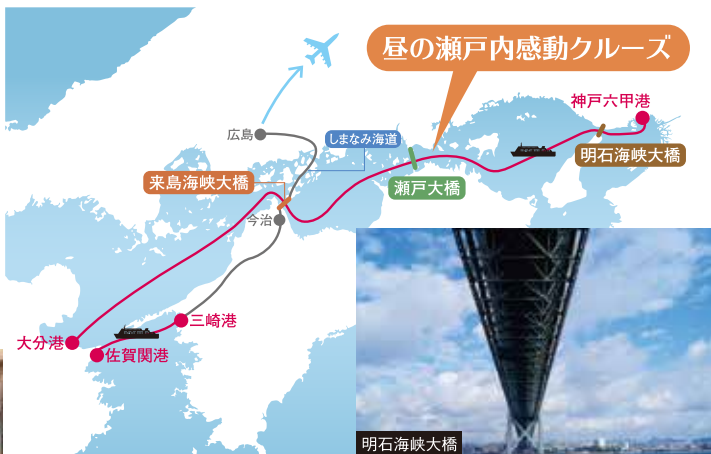 昼の瀬戸内感動クルーズ
神戸六甲港
広島
しまなみ海道
明石海峡大橋
来島海峡大橋
瀬戸大橋
今治
三崎港
大分港
佐賀関港
明石海峡大橋